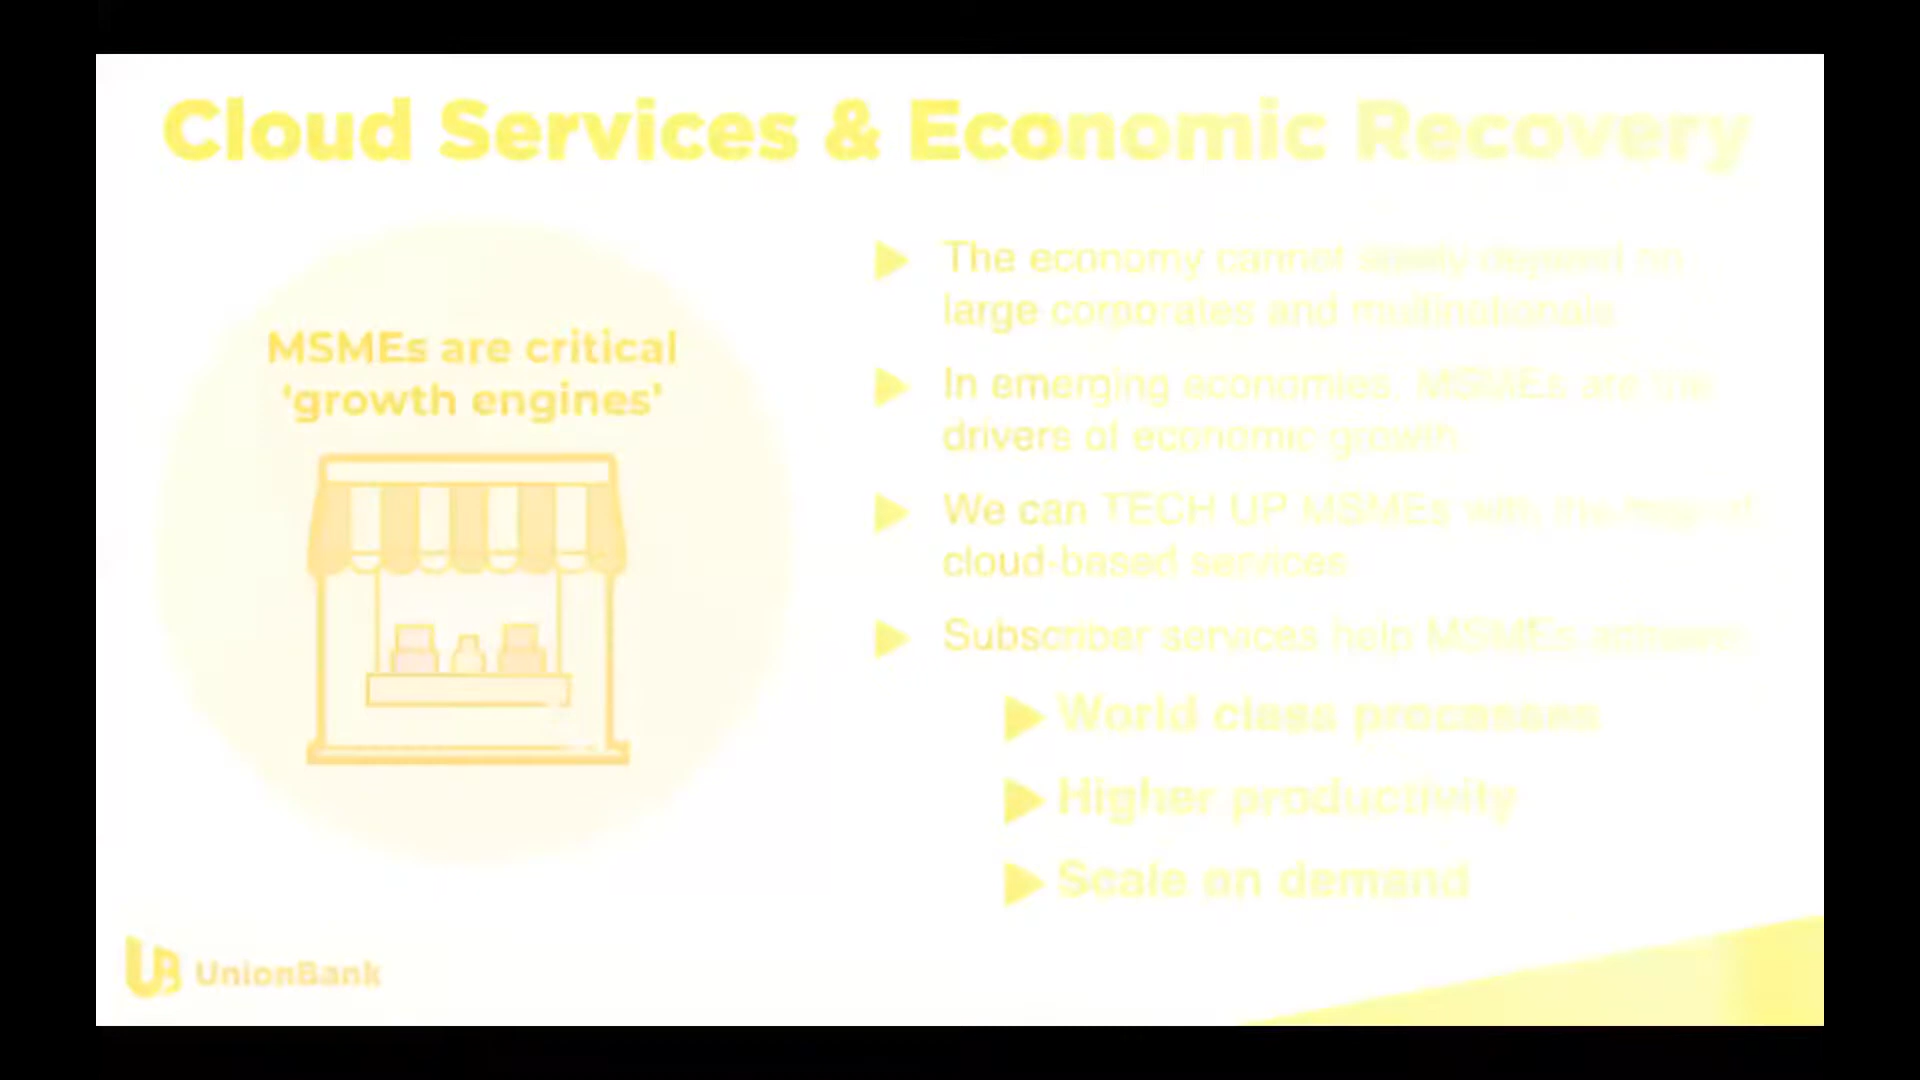 Cloud Services & Economic Recovery
MSMEs are critical
'growth engines'
The economy cannot solely depend on
large corporates and multinationals
In emerging economies, MSMEs are the
drivers of economic growth
We can TECH UP MSMEs with the help of
cloud-based services
Subscriber services help MSMEs
World class processes
Higher productivity
Scale on demand
UnionBank